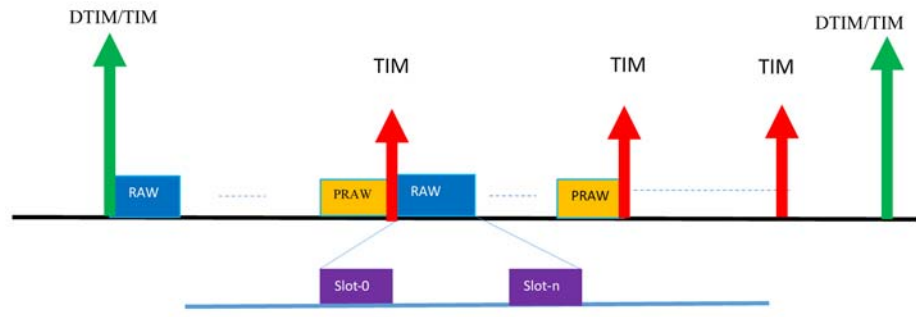 DTIM/TIM
DTIM/TIM
TIM
TIM
TIM
RAW
PRAW
RAW
PRAW
Slot-0
Slot-n